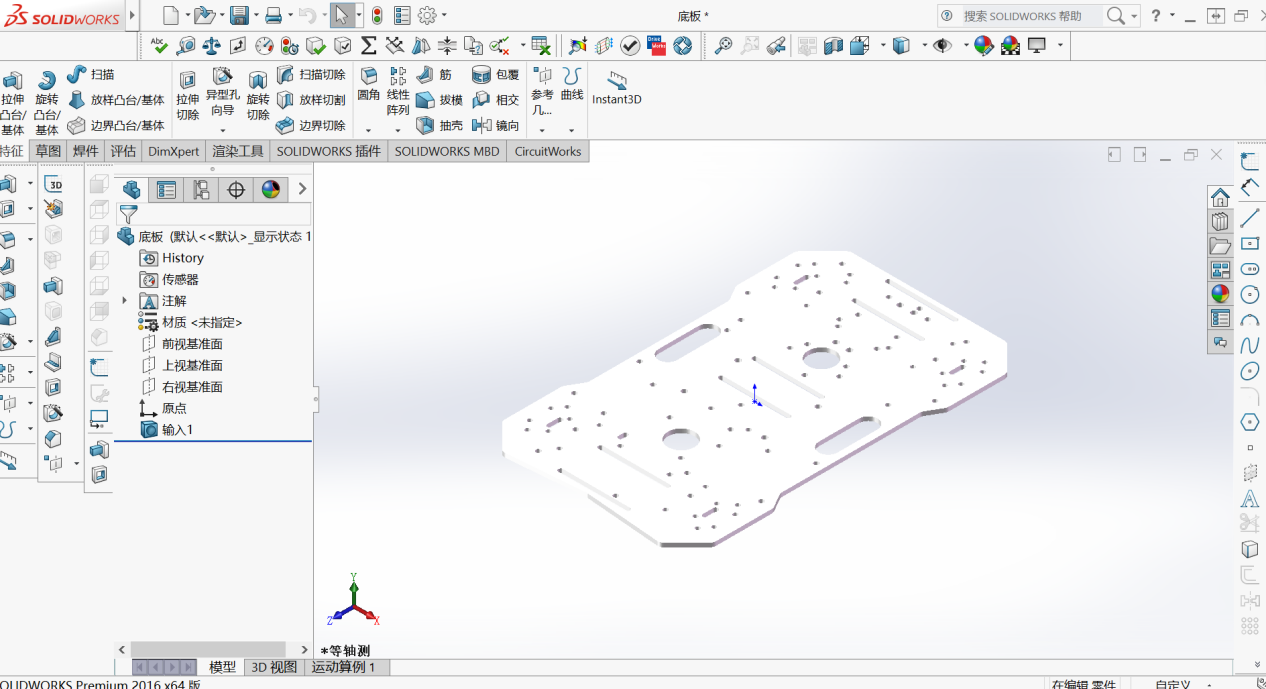 SOLIDWORKS
底板 *
搜索 SOLIDWORKS 帮助
拉伸凸台/基体
旋转凸台/基体
扫描
放样凸台/基体
边界凸台/基体
拉伸切除
异型孔向导
旋转切除
扫描切除
放样切割
边界切除
圆角
线性阵列
筋
拔模
抽壳
包覆
相交
镜向
参考几...
曲线
Instant3D
特征
草图
焊件
评估
DimXpert
渲染工具
SOLIDWORKS 插件
SOLIDWORKS MBD
CircuitWorks
3D
底板 (默认<<默认>_显示状态 1
History
传感器
注解
材质 <未指定>
前视基准面
上视基准面
右视基准面
原点
输入1
Y
Z
X
*等轴测
模型
3D 视图
运动算例 1
OLIDWORKS Premium 2016 x64 版
在编辑 零件
自定义